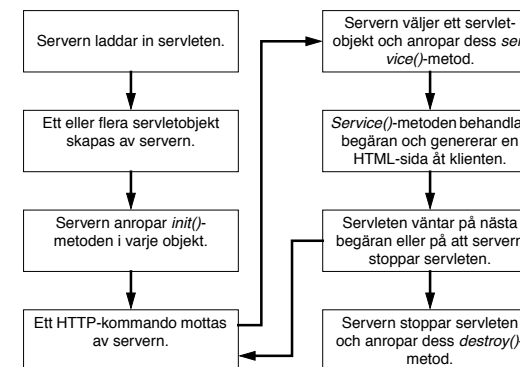 Servern laddar in servleten.
Ett eller flera servletobjekt
skapas av servern.
Servern anropar init()-
metoden i varje objekt.
Ett HTTP-kommando mottas
av servern.
Servern väljer ett servlet-
objekt och anropar dess ser
vice()-metod.
Service()-metoden behandla
begäran och genererar en
HTML-sida åt klienten.
Servleten väntar på nästa
begäran eller på att servern
stoppar servleten.
Servern stoppar servleten
och anropar dess destroy()-
metod.